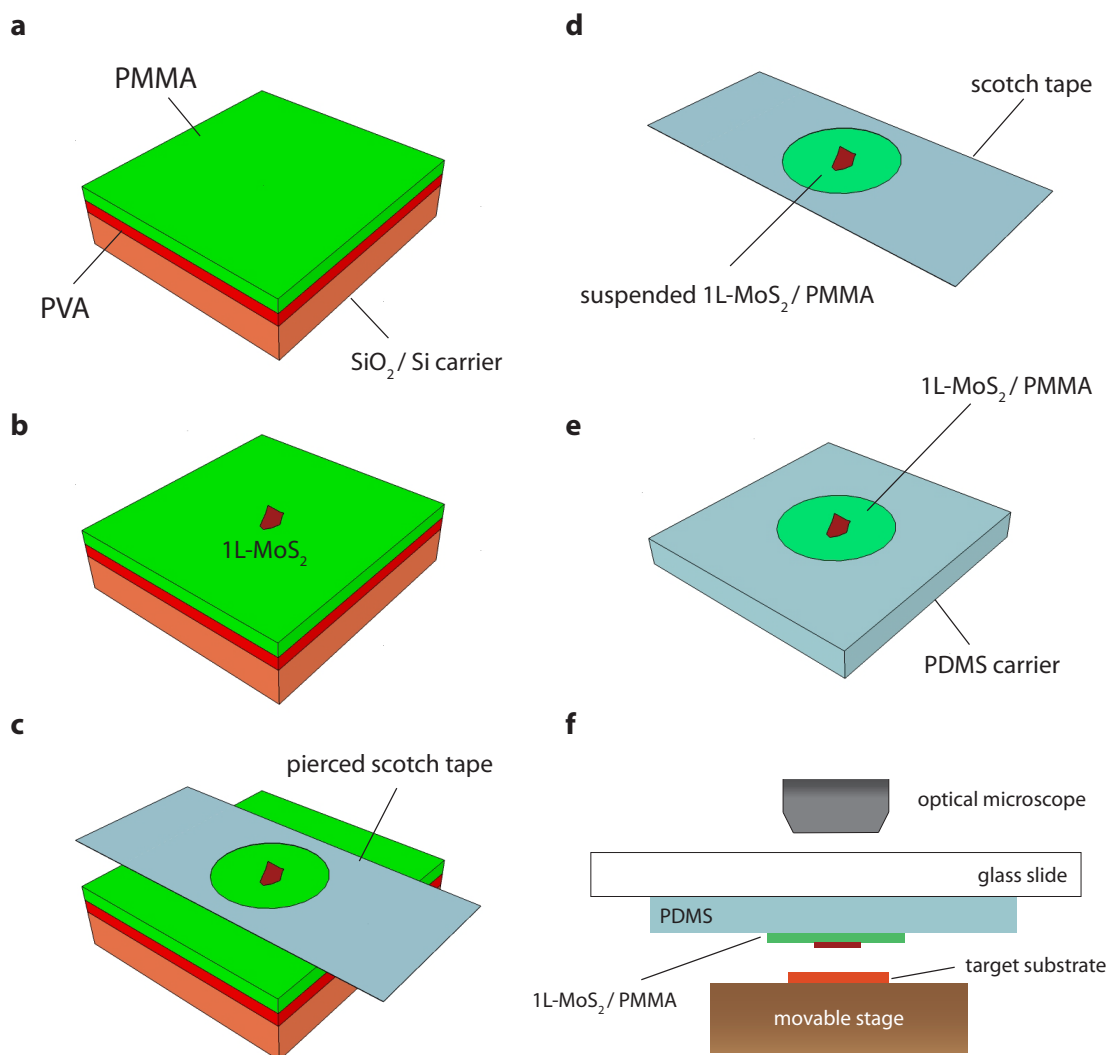 a
PMMA
PVA
SiO₂ / Si carrier
b
1L-MoS₂
c
pierced scotch tape
d
scotch tape
suspended 1L-MoS₂ / PMMA
1L-MoS₂ / PMMA
e
PDMS carrier
f
optical microscope
glass slide
PDMS
target substrate
1L-MoS₂ / PMMA
movable stage